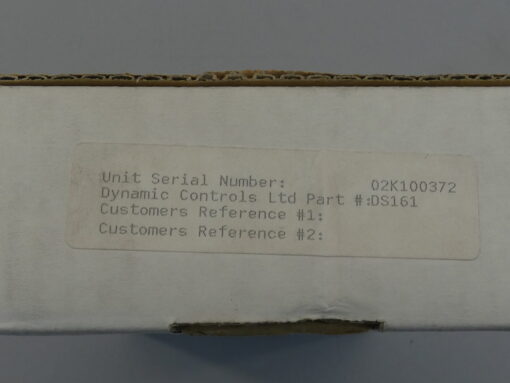 Unit Serial Number: 02K100372
Dynamic Controls Ltd Part #:DS161
Customers Reference #1:
Customers Reference #2: